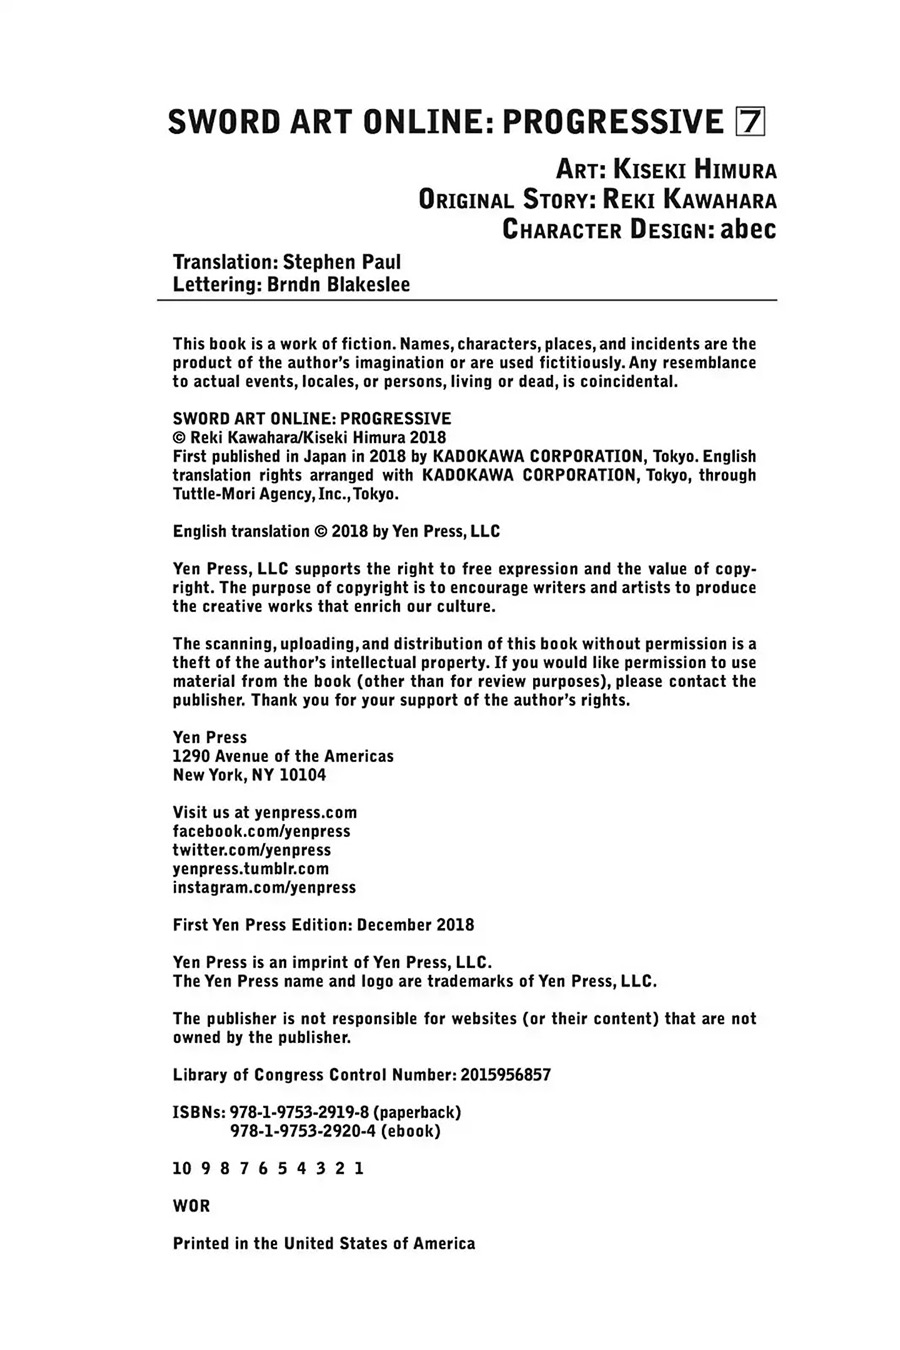 SWORD ART ONLINE: PROGRESSIVE 7
ART: KISEKI HIMURA
ORIGINAL STORY: REKI KAWAHARA
CHARACTER DESIGN: abec
Translation: Stephen Paul
Lettering: Brndn Blakeslee
This book is a work of fiction. Names, characters, places, and incidents are the
product of the author's imagination or are used fictitiously. Any resemblance
to actual events, locales, or persons, living or dead, is coincidental.
SWORD ART ONLINE: PROGRESSIVE
© Reki Kawahara/Kiseki Himura 2018
First published in Japan in 2018 by KADOKAWA CORPORATION, Tokyo. English
translation rights arranged with KADOKAWA CORPORATION, Tokyo, through
Tuttle-Mori Agency, Inc., Tokyo.
English translation © 2018 by Yen Press, LLC
Yen Press, LLC supports the right to free expression and the value of copy-
right. The purpose of copyright is to encourage writers and artists to produce
the creative works that enrich our culture.
The scanning, uploading, and distribution of this book without permission is a
theft of the author's intellectual property. If you would like permission to use
material from the book (other than for review purposes), please contact the
publisher. Thank you for your support of the author's rights.
Yen Press
1290 Avenue of the Americas
New York, NY 10104
Visit us at yenpress.com
facebook.com/yenpress
twitter.com/yenpress
yenpress.tumblr.com
instagram.com/yenpress
First Yen Press Edition: December 2018
Yen Press is an imprint of Yen Press, LLC.
The Yen Press name and logo are trademarks of Yen Press, LLC.
The publisher is not responsible for websites (or their content) that are not
owned by the publisher.
Library of Congress Control Number: 2015956857
ISBNs: 978-1-9753-2919-8 (paperback)
978-1-9753-2920-4 (ebook)
10 9 8 7 6 5 4 3 2 1
WOR
Printed in the United States of America